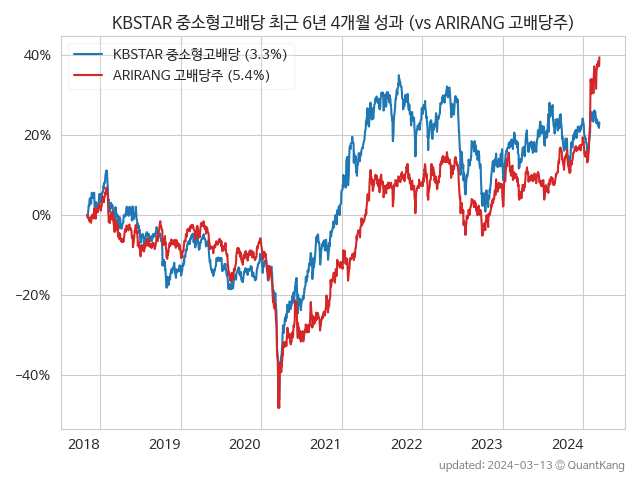 KBSTAR 중소형고배당 최근 6년 4개월 성과 (vs ARIRANG 고배당주)
KBSTAR 중소형고배당 (3.3%)
ARIRANG 고배당주 (5.4%)
40%
20%
0%
−20%
−40%
2018 2019 2020 2021 2022 2023 2024
updated: 2024-03-13 © QuantKang